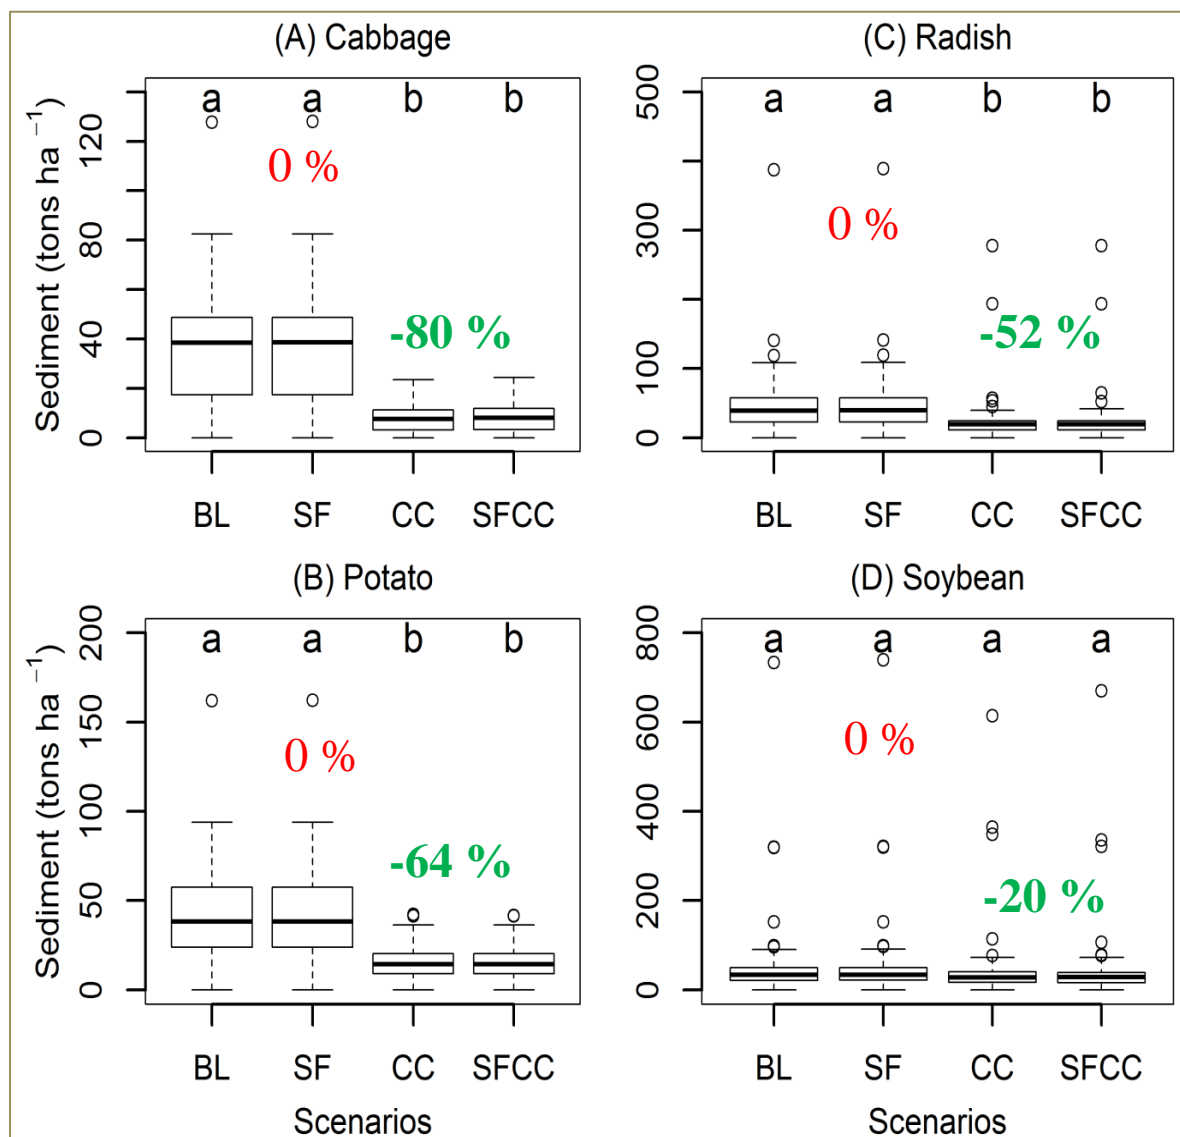 (A) Cabbage
Sediment (tons ha⁻¹)
120
80
40
0
a a b b
0 %
-80 %
BL SF CC SFCC
(C) Radish
500
300
100
0
a a b b
0 %
-52 %
BL SF CC SFCC
(B) Potato
Sediment (tons ha⁻¹)
200
150
100
50
0
a a b b
0 %
-64 %
BL SF CC SFCC
Scenarios
(D) Soybean
800
600
400
200
0
a a a a
0 %
-20 %
BL SF CC SFCC
Scenarios